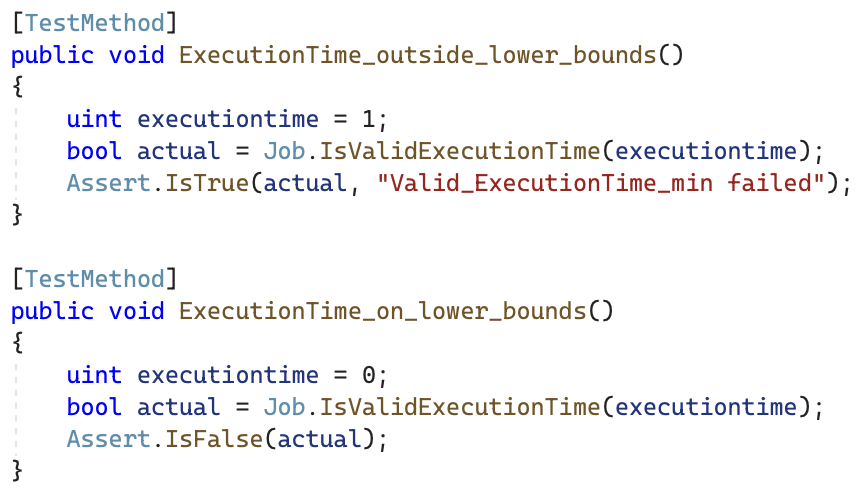 [TestMethod]
public void ExecutionTime_outside_lower_bounds()
{
    uint executiontime = 1;
    bool actual = Job.IsValidExecutionTime(executiontime);
    Assert.IsTrue(actual, "Valid_ExecutionTime_min failed");
}

[TestMethod]
public void ExecutionTime_on_lower_bounds()
{
    uint executiontime = 0;
    bool actual = Job.IsValidExecutionTime(executiontime);
    Assert.IsFalse(actual);
}